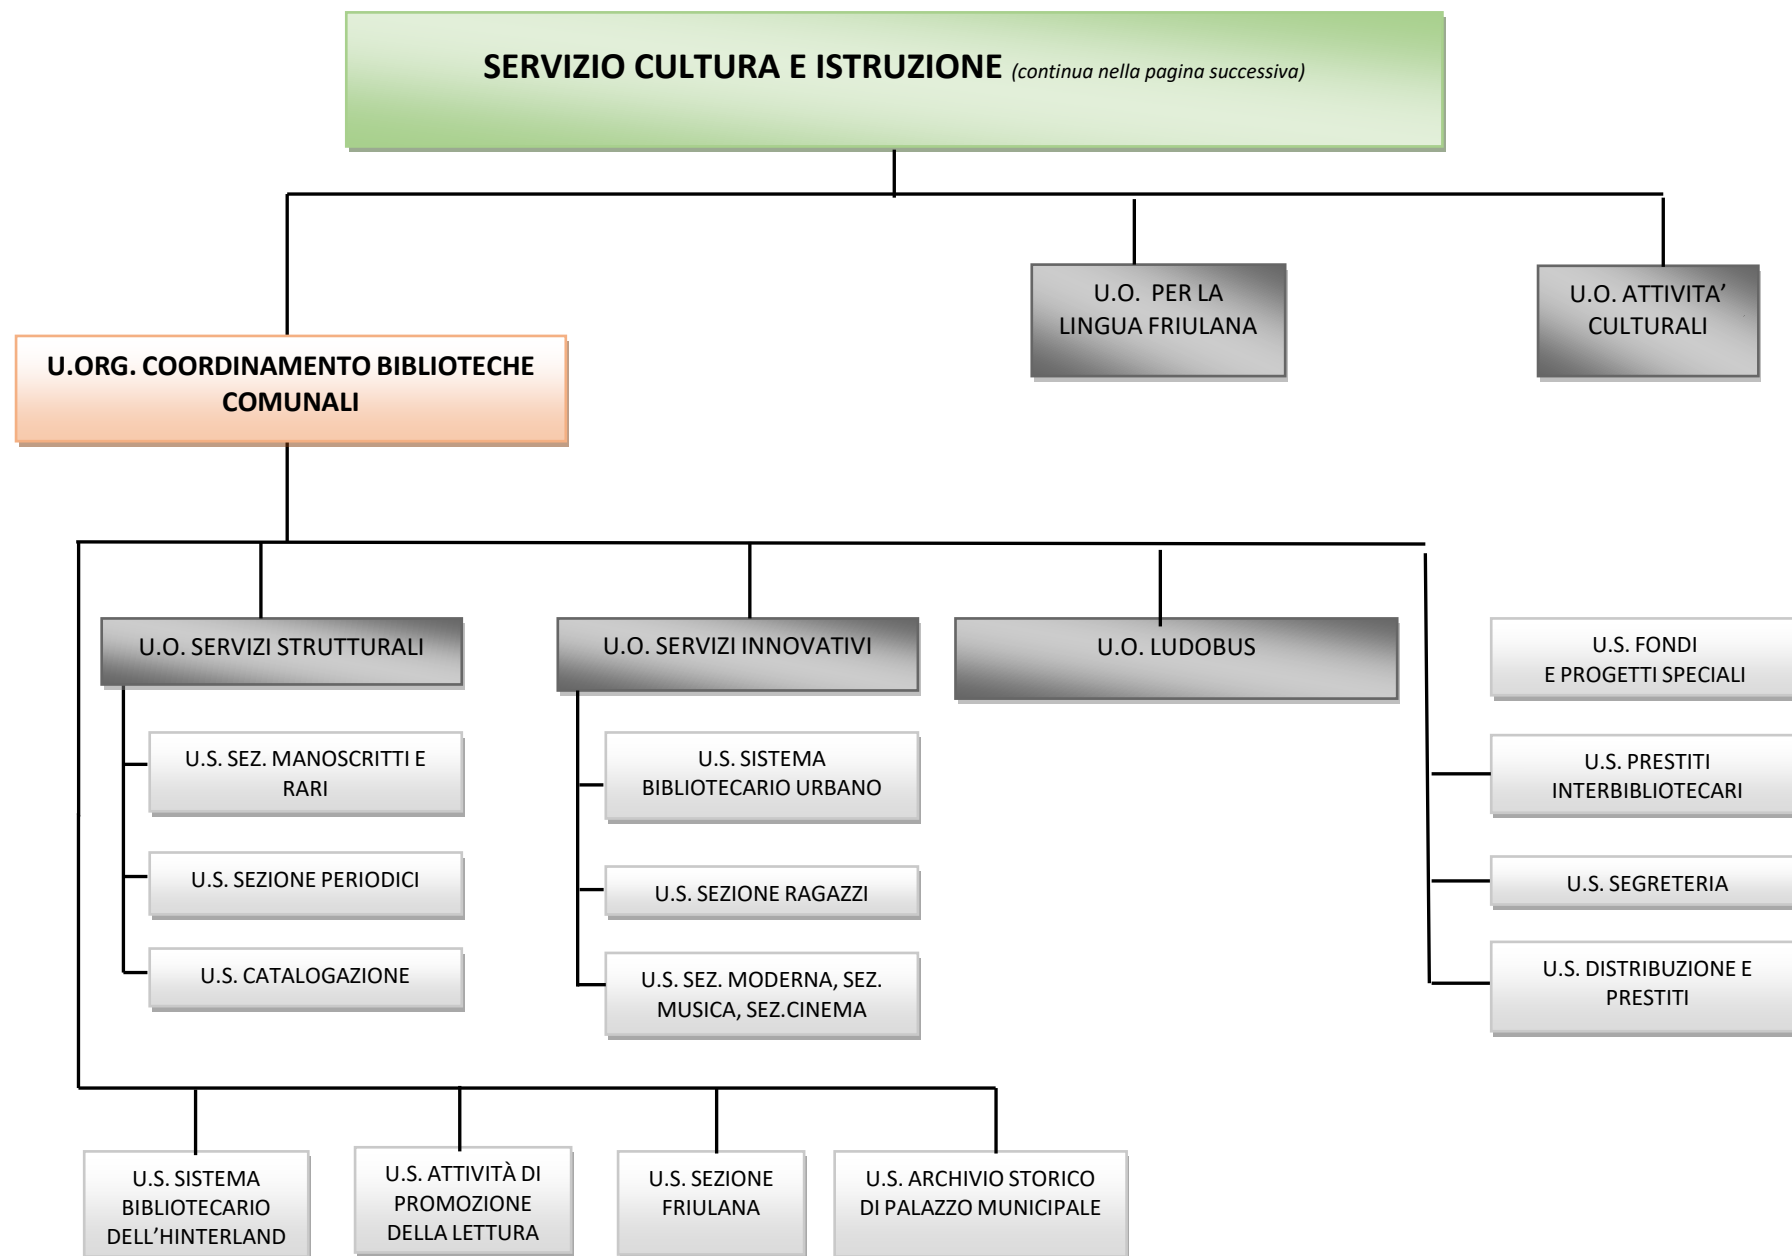 SERVIZIO CULTURA E ISTRUZIONE (continua nella pagina successiva)
U.O. PER LA
LINGUA FRIULANA
U.O. ATTIVITA’
CULTURALI
U.ORG. COORDINAMENTO BIBLIOTECHE
COMUNALI
U.O. SERVIZI STRUTTURALI
U.S. SEZ. MANOSCRITTI E
RARI
U.S. SEZIONE PERIODICI
U.S. CATALOGAZIONE
U.O. SERVIZI INNOVATIVI
U.S. SISTEMA
BIBLIOTECARIO URBANO
U.S. SEZIONE RAGAZZI
U.S. SEZ. MODERNA, SEZ.
MUSICA, SEZ.CINEMA
U.O. LUDOBUS
U.S. FONDI
E PROGETTI SPECIALI
U.S. PRESTITI
INTERBIBLIOTECARI
U.S. SEGRETERIA
U.S. DISTRIBUZIONE E
PRESTITI
U.S. SISTEMA
BIBLIOTECARIO
DELL’HINTERLAND
U.S. ATTIVITÀ DI
PROMOZIONE
DELLA LETTURA
U.S. SEZIONE
FRIULANA
U.S. ARCHIVIO STORICO
DI PALAZZO MUNICIPALE